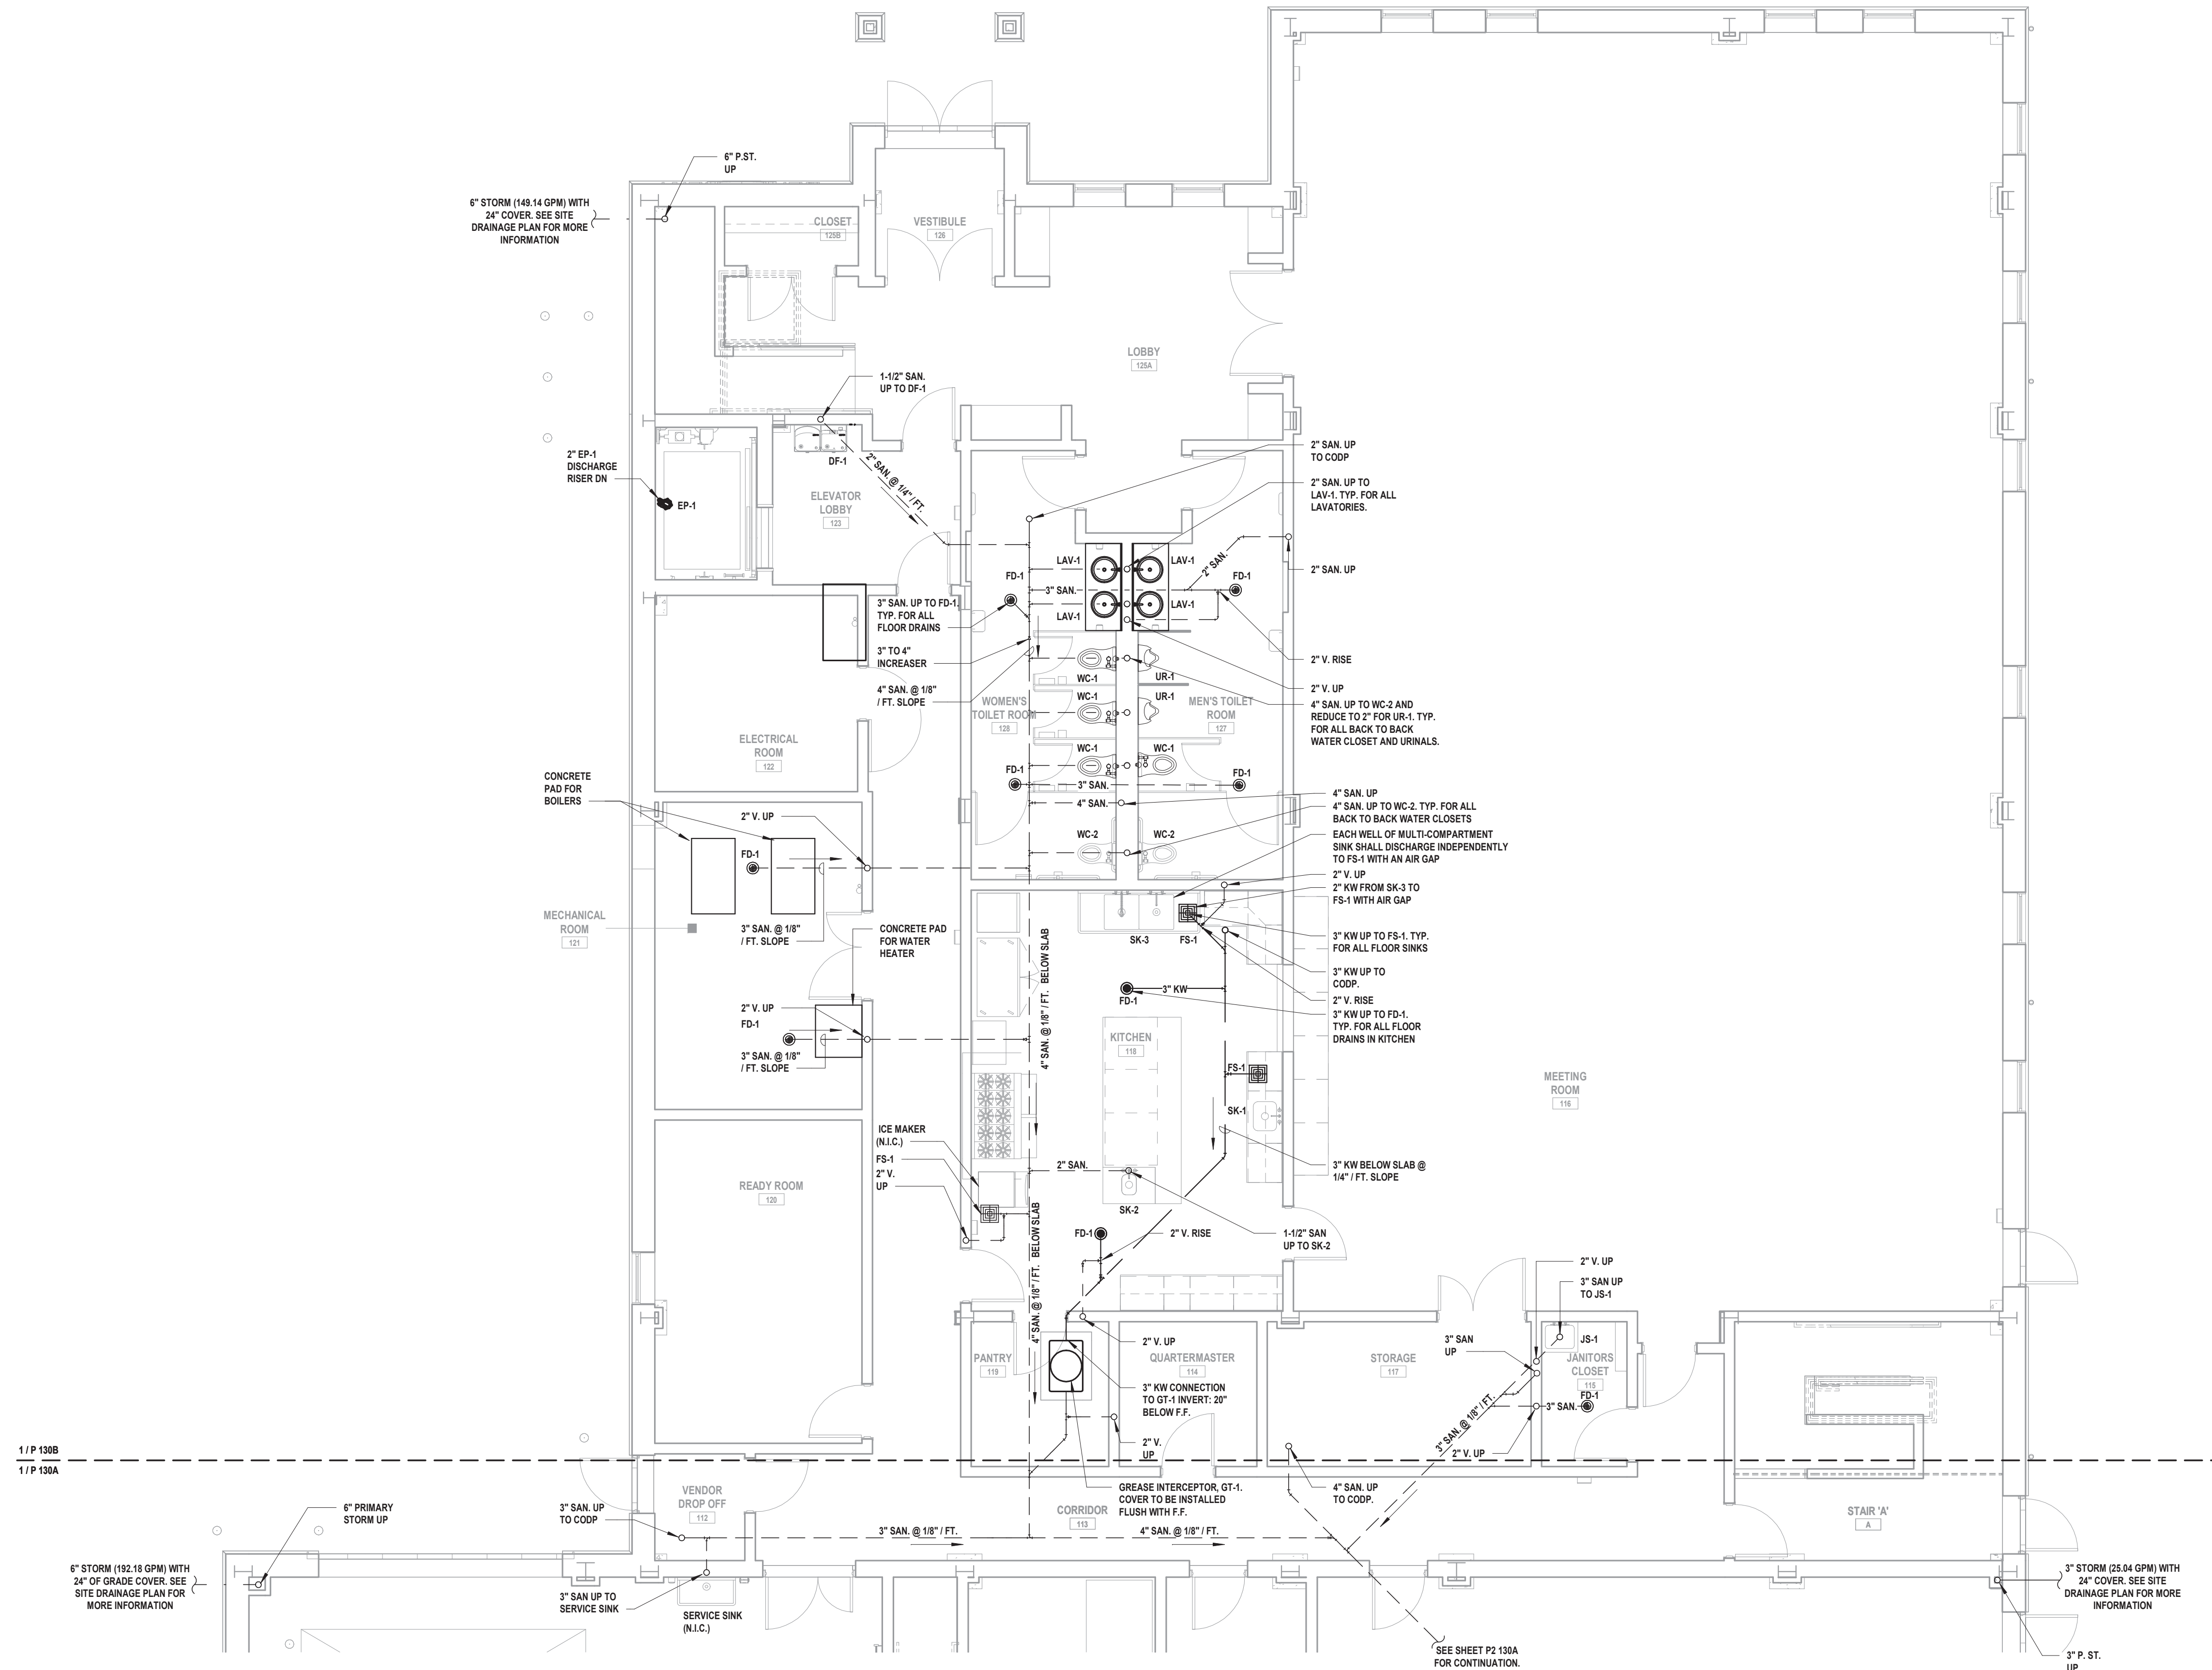 6" P.ST.
UP
6" STORM (149.14 GPM) WITH
24" COVER. SEE SITE
DRAINAGE PLAN FOR MORE
INFORMATION
CLOSET
125B
VESTIBULE
126
LOBBY
125A
1-1/2" SAN.
UP TO DF-1
DF-1
2" SAN. @ 1/4" / FT.
2" EP-1
DISCHARGE
RISER DN
EP-1
ELEVATOR
LOBBY
123
2" SAN. UP
TO CODP
2" SAN. UP TO
LAV-1. TYP. FOR ALL
LAVATORIES.
2" SAN.
2" SAN. UP
LAV-1
LAV-1
FD-1
FD-1
3" SAN.
LAV-1
LAV-1
3" SAN. UP TO FD-1.
TYP. FOR ALL
FLOOR DRAINS
3" TO 4"
INCREASER
4" SAN. @ 1/8"
/ FT. SLOPE
2" V. RISE
2" V. UP
4" SAN. UP TO WC-2 AND
REDUCE TO 2" FOR UR-1. TYP.
FOR ALL BACK TO BACK
WATER CLOSET AND URINALS.
WC-1
UR-1
WC-1
UR-1
WOMEN'S
TOILET ROOM
128
MEN'S TOILET
ROOM
127
WC-1
WC-1
FD-1
FD-1
3" SAN.
4" SAN.
WC-2
WC-2
ELECTRICAL
ROOM
122
CONCRETE
PAD FOR
BOILERS
2" V. UP
FD-1
4" SAN. UP
4" SAN. UP TO WC-2. TYP. FOR ALL
BACK TO BACK WATER CLOSETS
EACH WELL OF MULTI-COMPARTMENT
SINK SHALL DISCHARGE INDEPENDENTLY
TO FS-1 WITH AN AIR GAP
2" V. UP
2" KW FROM SK-3 TO
FS-1 WITH AIR GAP
MECHANICAL
ROOM
121
3" SAN. @ 1/8"
/ FT. SLOPE
CONCRETE PAD
FOR WATER
HEATER
SK-3
FS-1
3" KW UP TO FS-1. TYP.
FOR ALL FLOOR SINKS
3" KW UP TO
CODP.
2" V. RISE
3" KW UP TO FD-1.
TYP. FOR ALL FLOOR
DRAINS IN KITCHEN
4" SAN. @ 1/8" / FT. BELOW SLAB
3" KW
FD-1
2" V. UP
FD-1
3" SAN. @ 1/8"
/ FT. SLOPE
KITCHEN
118
FS-1
SK-1
MEETING
ROOM
116
ICE MAKER
(N.I.C.)
FS-1
2" V.
UP
2" SAN.
SK-2
3" KW BELOW SLAB @
1/4" / FT. SLOPE
READY ROOM
120
4" SAN. @ 1/8" / FT. BELOW SLAB
FD-1
2" V. RISE
1-1/2" SAN
UP TO SK-2
2" V. UP
3" SAN UP
TO JS-1
JS-1
3" SAN
UP
PANTRY
119
2" V. UP
QUARTERMASTER
114
3" KW CONNECTION
TO GT-1 INVERT: 20"
BELOW F.F.
STORAGE
117
JANITORS
CLOSET
115
FD-1
3" SAN.
3" SAN. @ 1/8" / FT.
2" V. UP
2" V.
UP
1 / P 130B
1 / P 130A
GREASE INTERCEPTOR, GT-1.
COVER TO BE INSTALLED
FLUSH WITH F.F.
4" SAN. UP
TO CODP.
VENDOR
DROP OFF
112
6" PRIMARY
STORM UP
3" SAN. UP
TO CODP
CORRIDOR
113
STAIR 'A'
A
3" SAN. @ 1/8" / FT.
4" SAN. @ 1/8" / FT.
6" STORM (192.18 GPM) WITH
24" OF GRADE COVER. SEE
SITE DRAINAGE PLAN FOR
MORE INFORMATION
3" SAN UP TO
SERVICE SINK
SERVICE SINK
(N.I.C.)
3" STORM (25.04 GPM) WITH
24" COVER. SEE SITE
DRAINAGE PLAN FOR MORE
INFORMATION
SEE SHEET P2 130A
FOR CONTINUATION.
3" P. ST.
UP